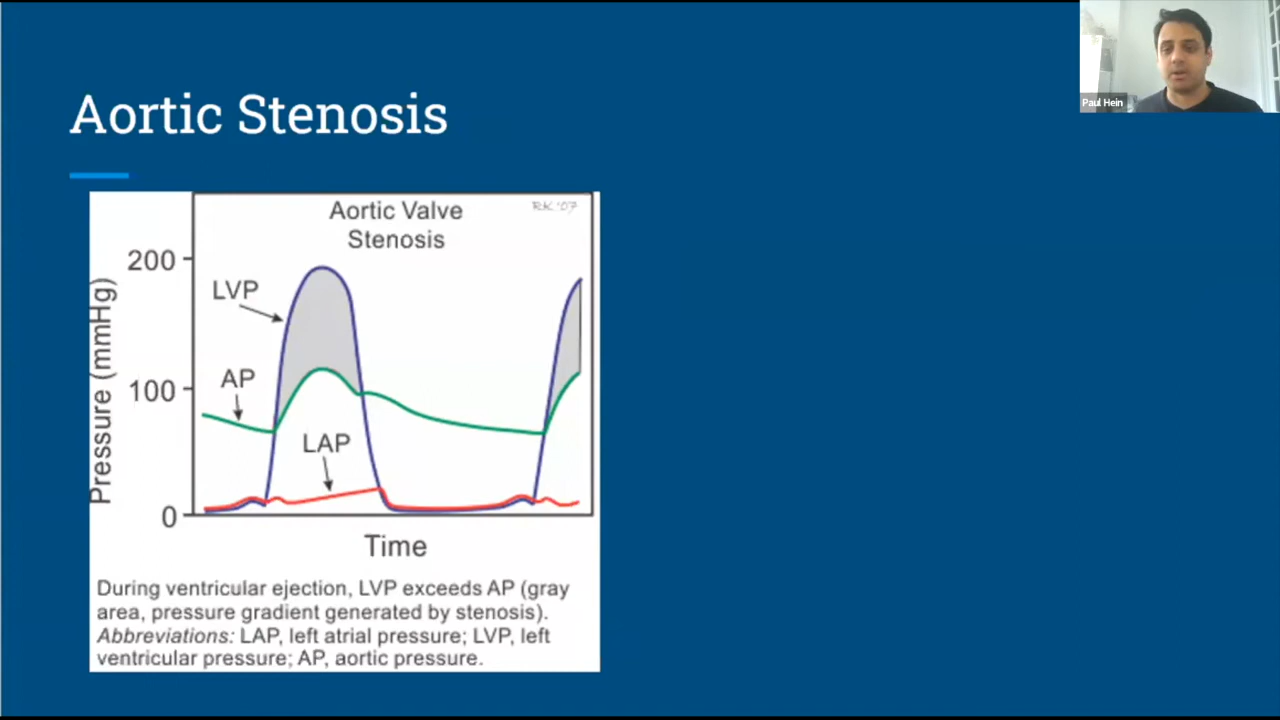 Paul Hein
Aortic Stenosis
Aortic Valve
Stenosis
RK '07
Pressure (mmHg)
200
100
0
LVP
AP
LAP
Time
During ventricular ejection, LVP exceeds AP (gray
area, pressure gradient generated by stenosis).
Abbreviations: LAP, left atrial pressure; LVP, left
ventricular pressure; AP, aortic pressure.